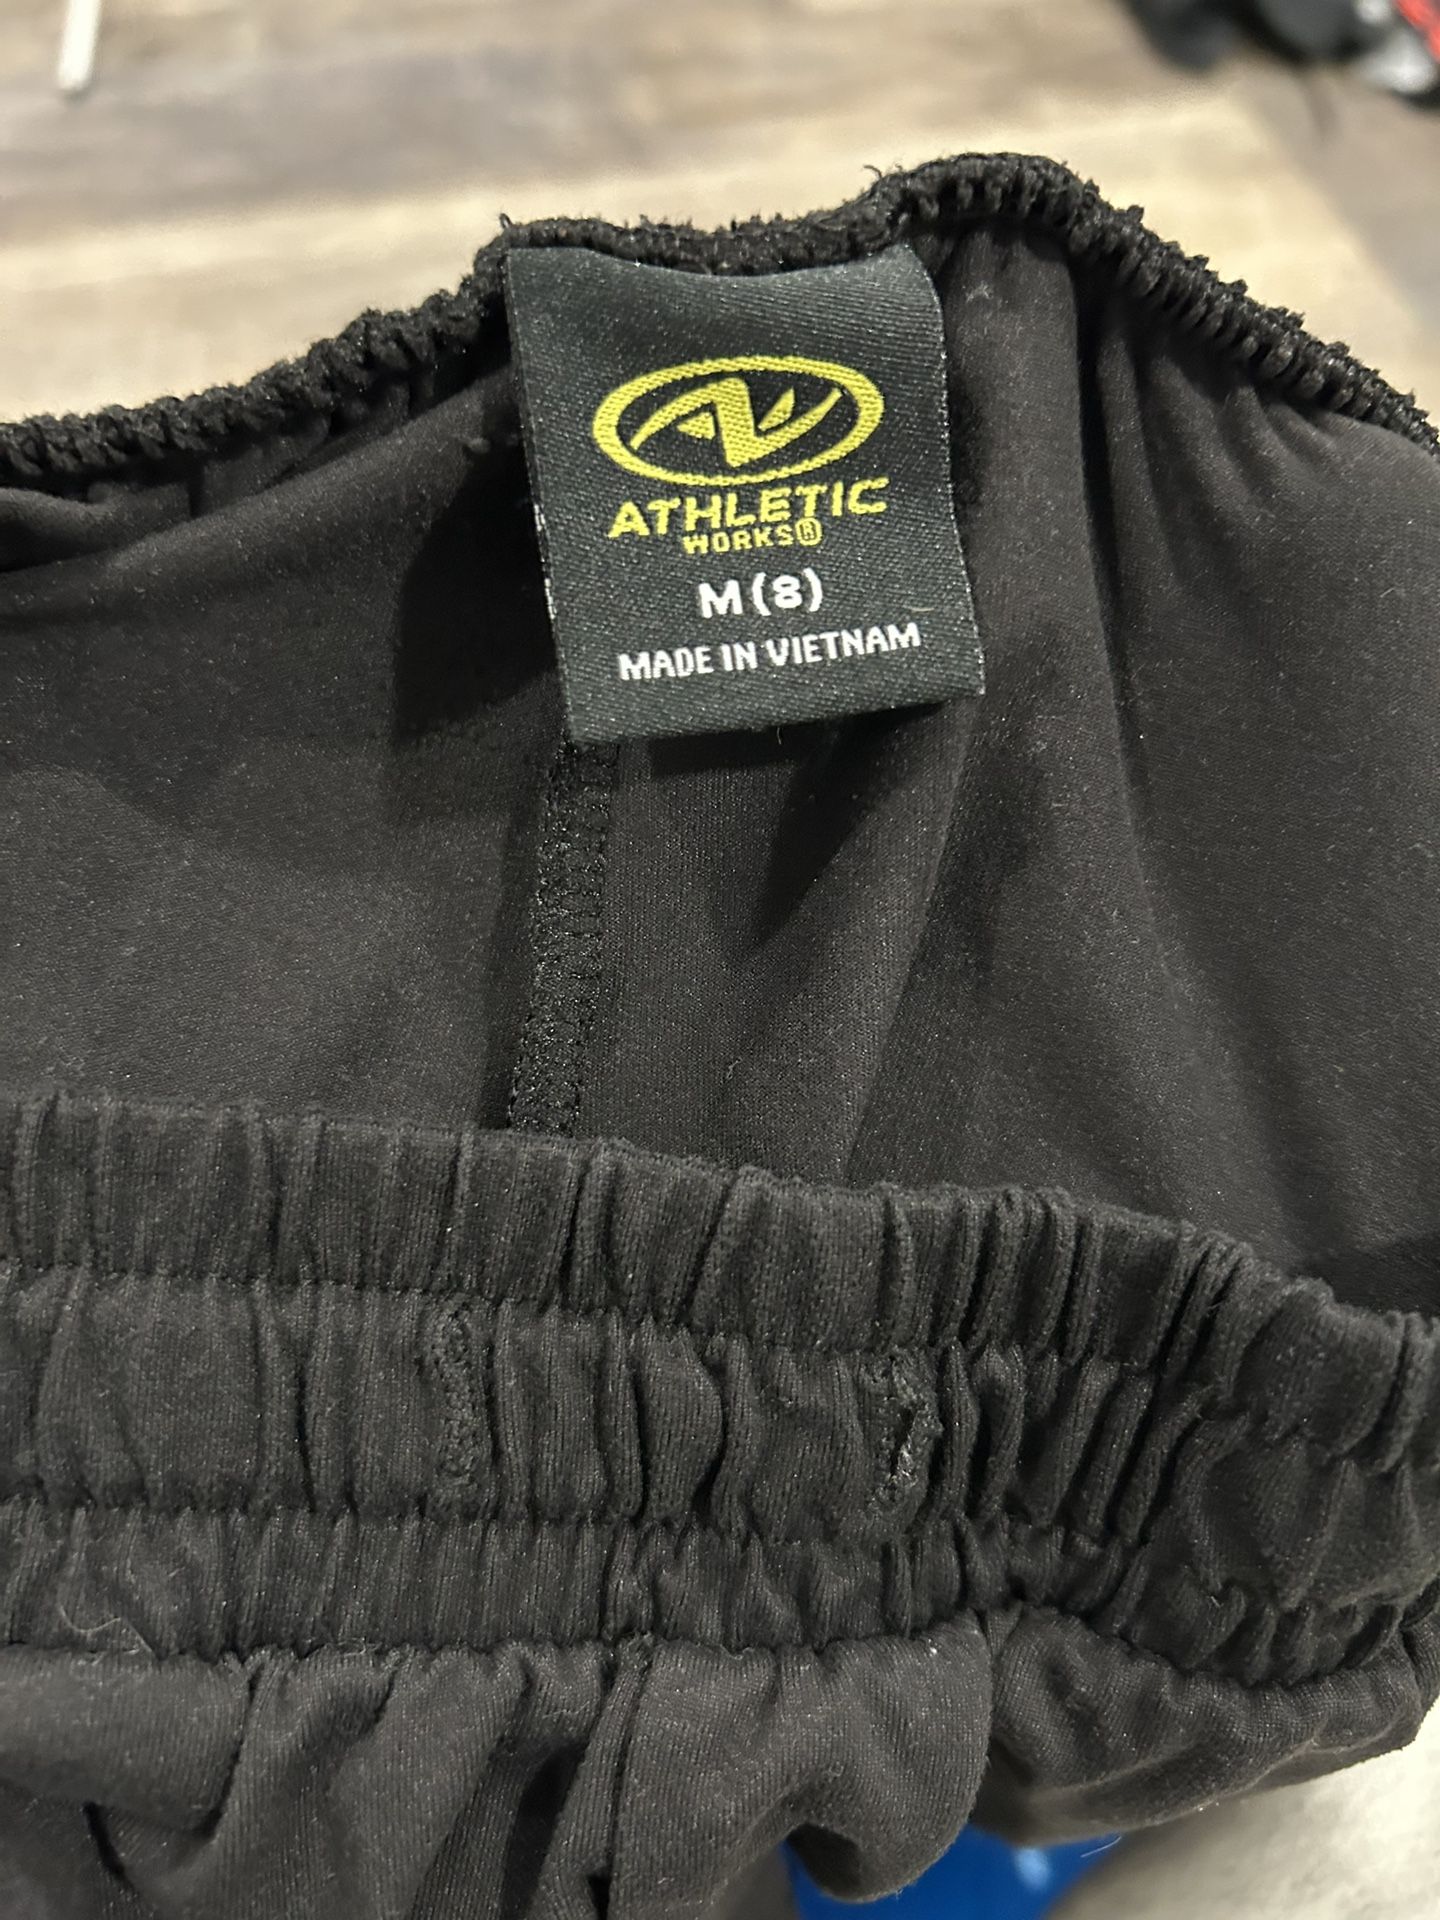 ATHLETIC
WORKS®
M (8)
MADE IN VIETNAM